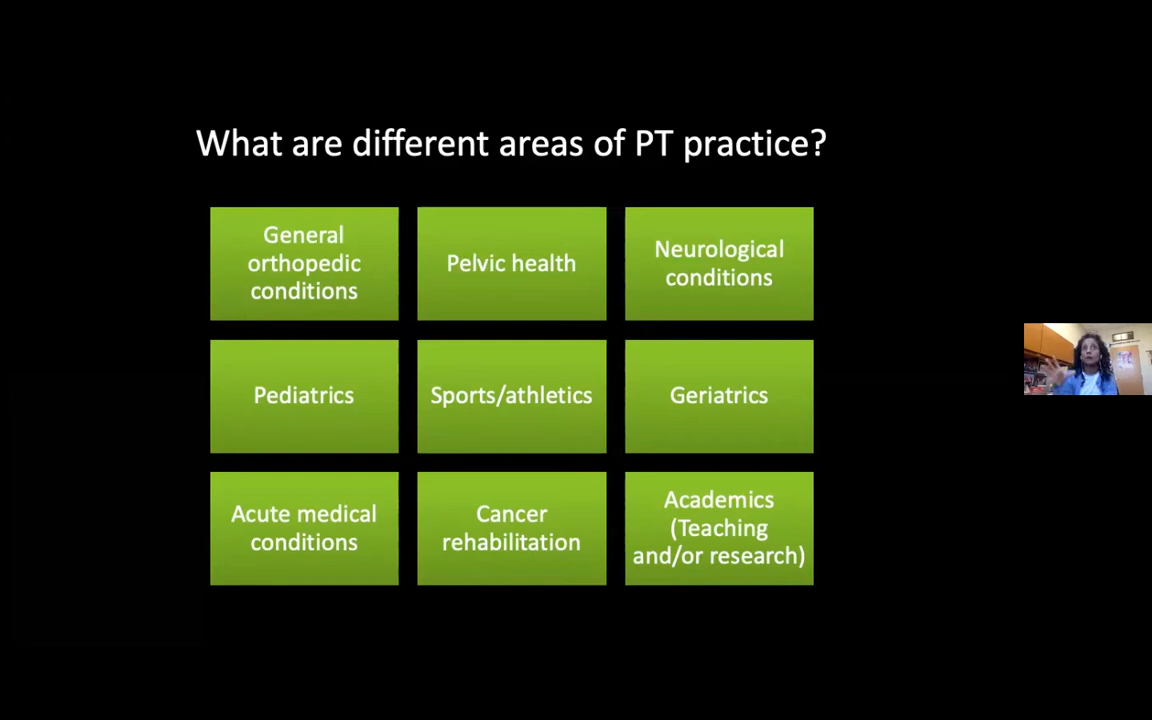 What are different areas of PT practice?
General
orthopedic
conditions
Pelvic health
Neurological
conditions
Pediatrics
Sports/athletics
Geriatrics
Acute medical
conditions
Cancer
rehabilitation
Academics
(Teaching
and/or research)